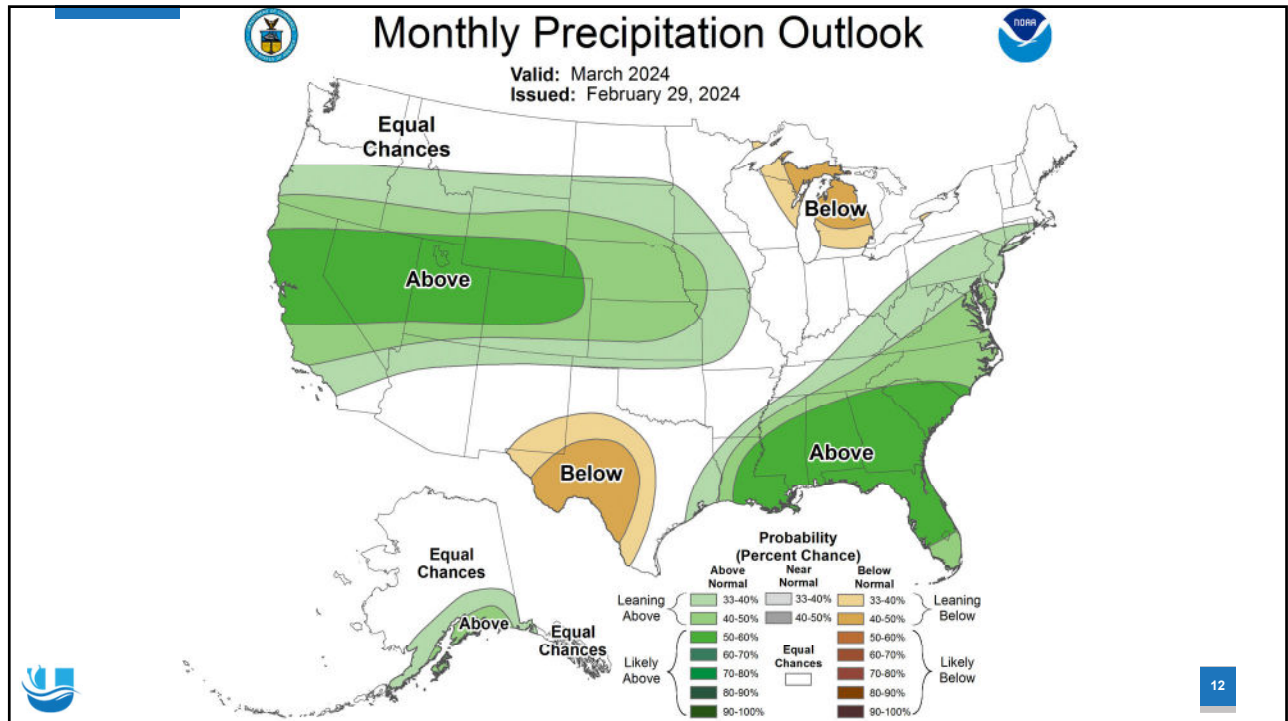 Monthly Precipitation Outlook
NOAA
Valid: March 2024
Issued: February 29, 2024
Equal
Chances
Below
Above
Above
Below
Equal
Chances
Above
Equal
Chances
Probability
(Percent Chance)
Above
Normal
Near
Normal
Below
Normal
Leaning
Above
33-40%
33-40%
33-40%
Leaning
Below
40-50%
40-50%
40-50%
Likely
Above
50-60%
50-60%
60-70%
60-70%
70-80%
70-80%
80-90%
80-90%
90-100%
90-100%
Equal
Chances
Likely
Below
12